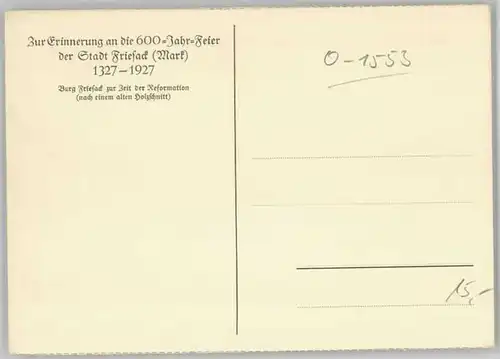 Zur Erinnerung an die 600=Jahr=Feier
der Stadt Friesack (Mark)
1327–1927
Burg Friesack zur Zeit der Reformation
(nach einem alten Holzschnitt)
O-1553
15,-